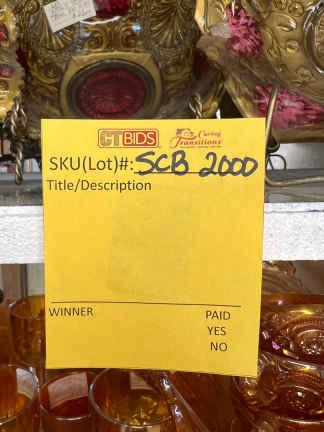 CTBIDS
Caring Transitions
SKU(Lot)#: SCB 2000
Title/Description
WINNER
PAID
YES
NO